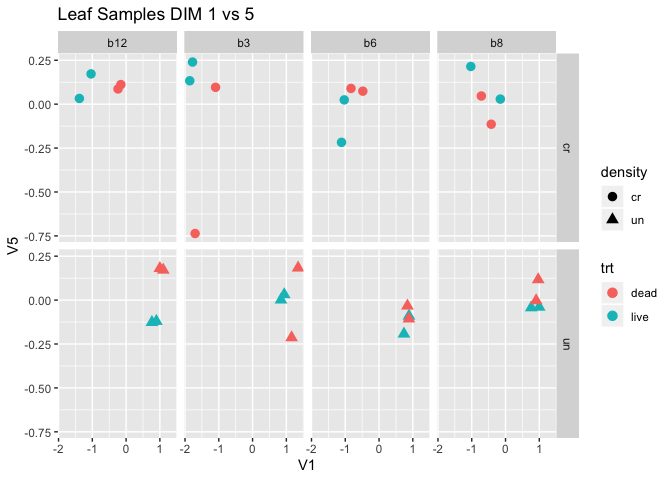 Leaf Samples DIM 1 vs 5
b12 b3 b6 b8
0.25
0.00
-0.25
-0.50
-0.75
cr
0.25
0.00
-0.25
-0.50
-0.75
un
-2 -1 0 1 -2 -1 0 1 -2 -1 0 1 -2 -1 0 1
V1
V5
density
cr
un
trt
dead
live